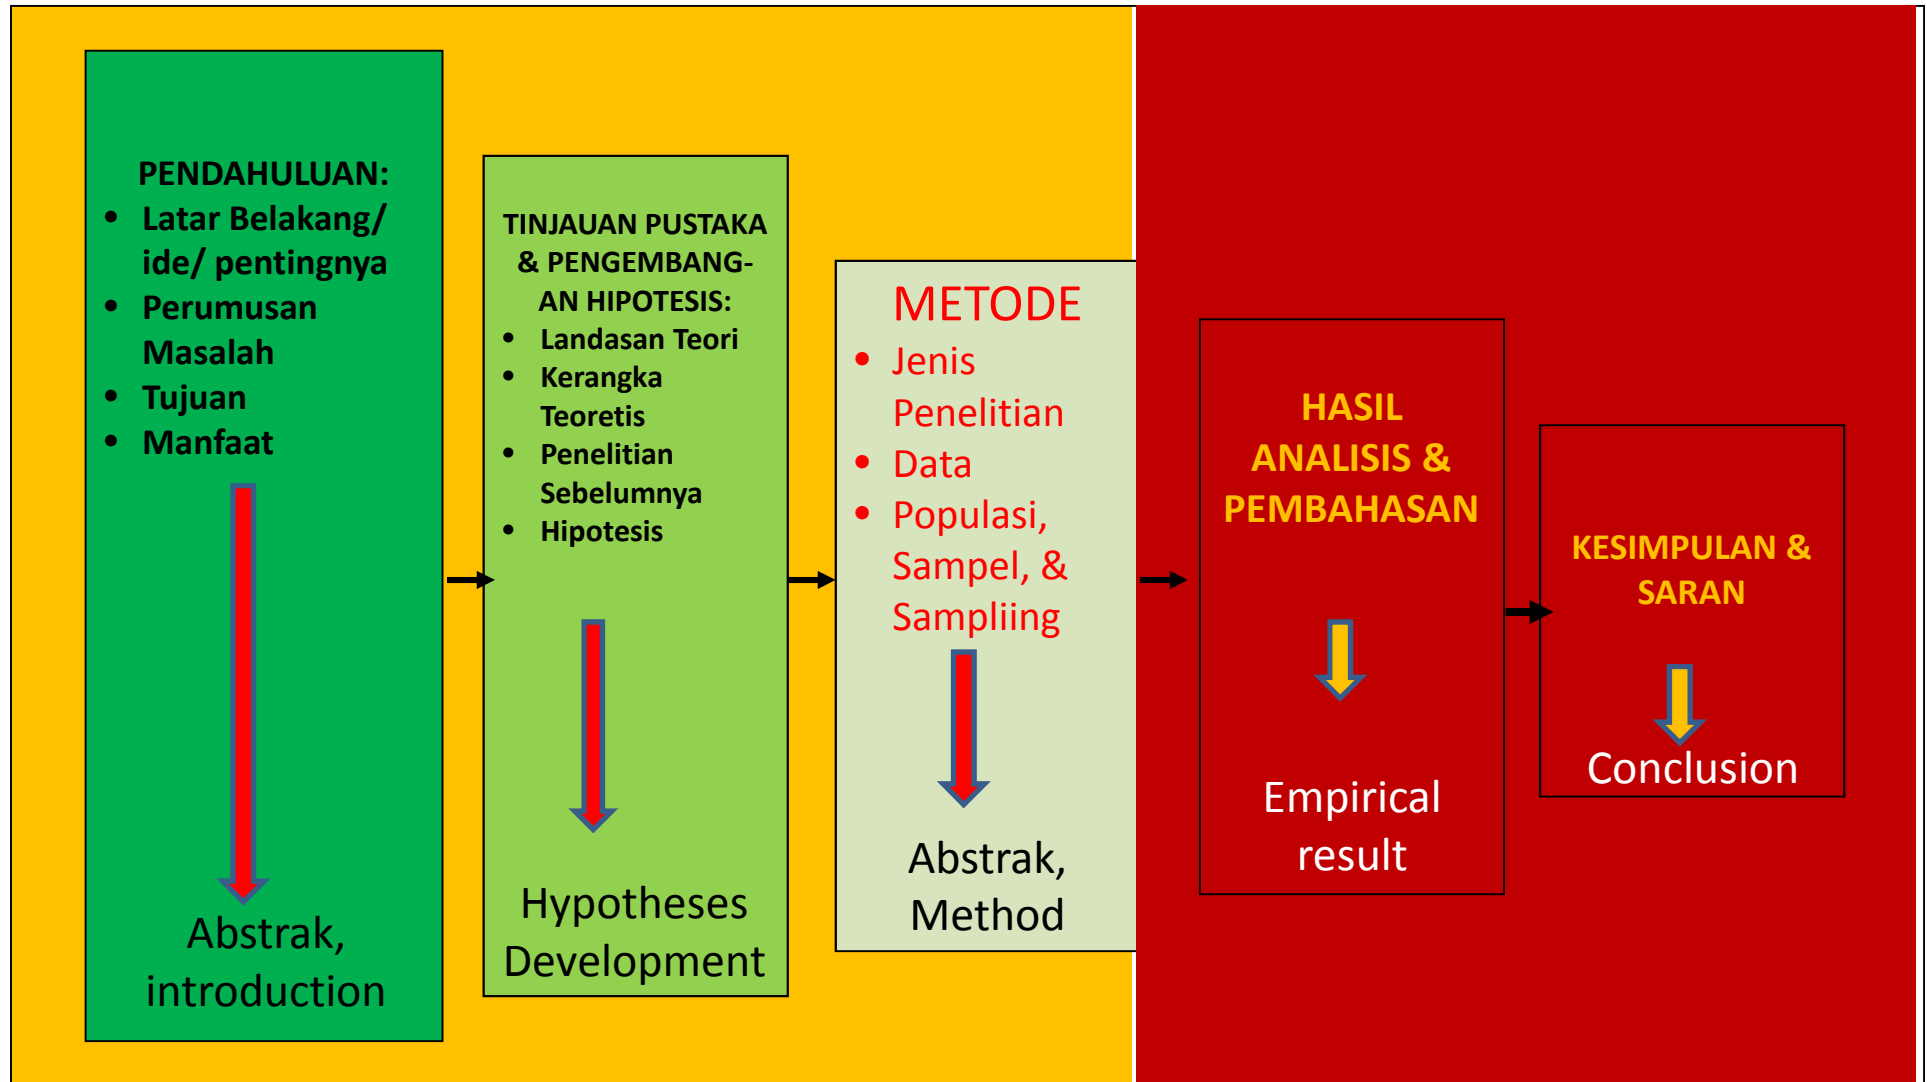 PENDAHULUAN:
• Latar Belakang/
ide/ pentingnya
• Perumusan
Masalah
• Tujuan
• Manfaat
Abstrak,
introduction
TINJAUAN PUSTAKA
& PENGEMBANG-
AN HIPOTESIS:
• Landasan Teori
• Kerangka
Teoretis
• Penelitian
Sebelumnya
• Hipotesis
Hypotheses
Development
METODE
• Jenis
Penelitian
• Data
• Populasi,
Sampel, &
Sampliing
Abstrak,
Method
HASIL
ANALISIS &
PEMBAHASAN
Empirical
result
KESIMPULAN &
SARAN
Conclusion